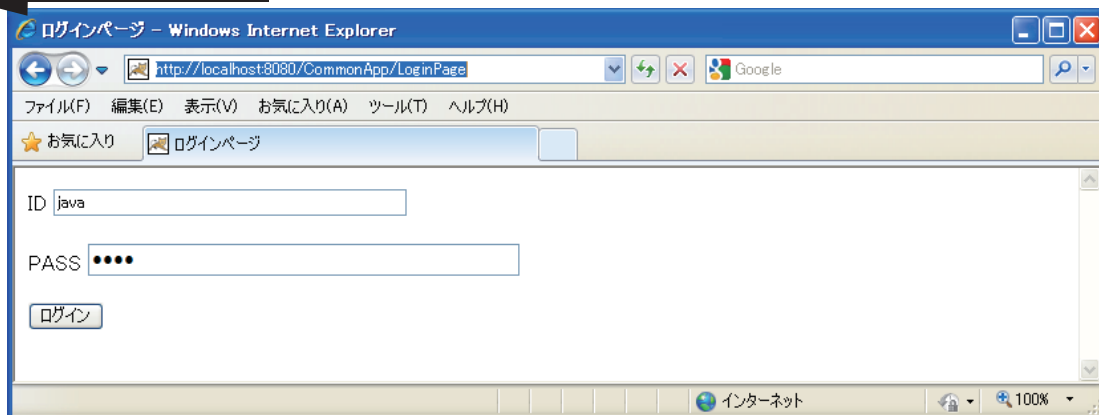 ログインページ - Windows Internet Explorer
http://localhost:8080/CommonApp/LoginPage
Google
ファイル(F) 編集(E) 表示(V) お気に入り(A) ツール(T) ヘルプ(H)
お気に入り ログインページ
ID java
PASS ••••
ログイン
インターネット 100%